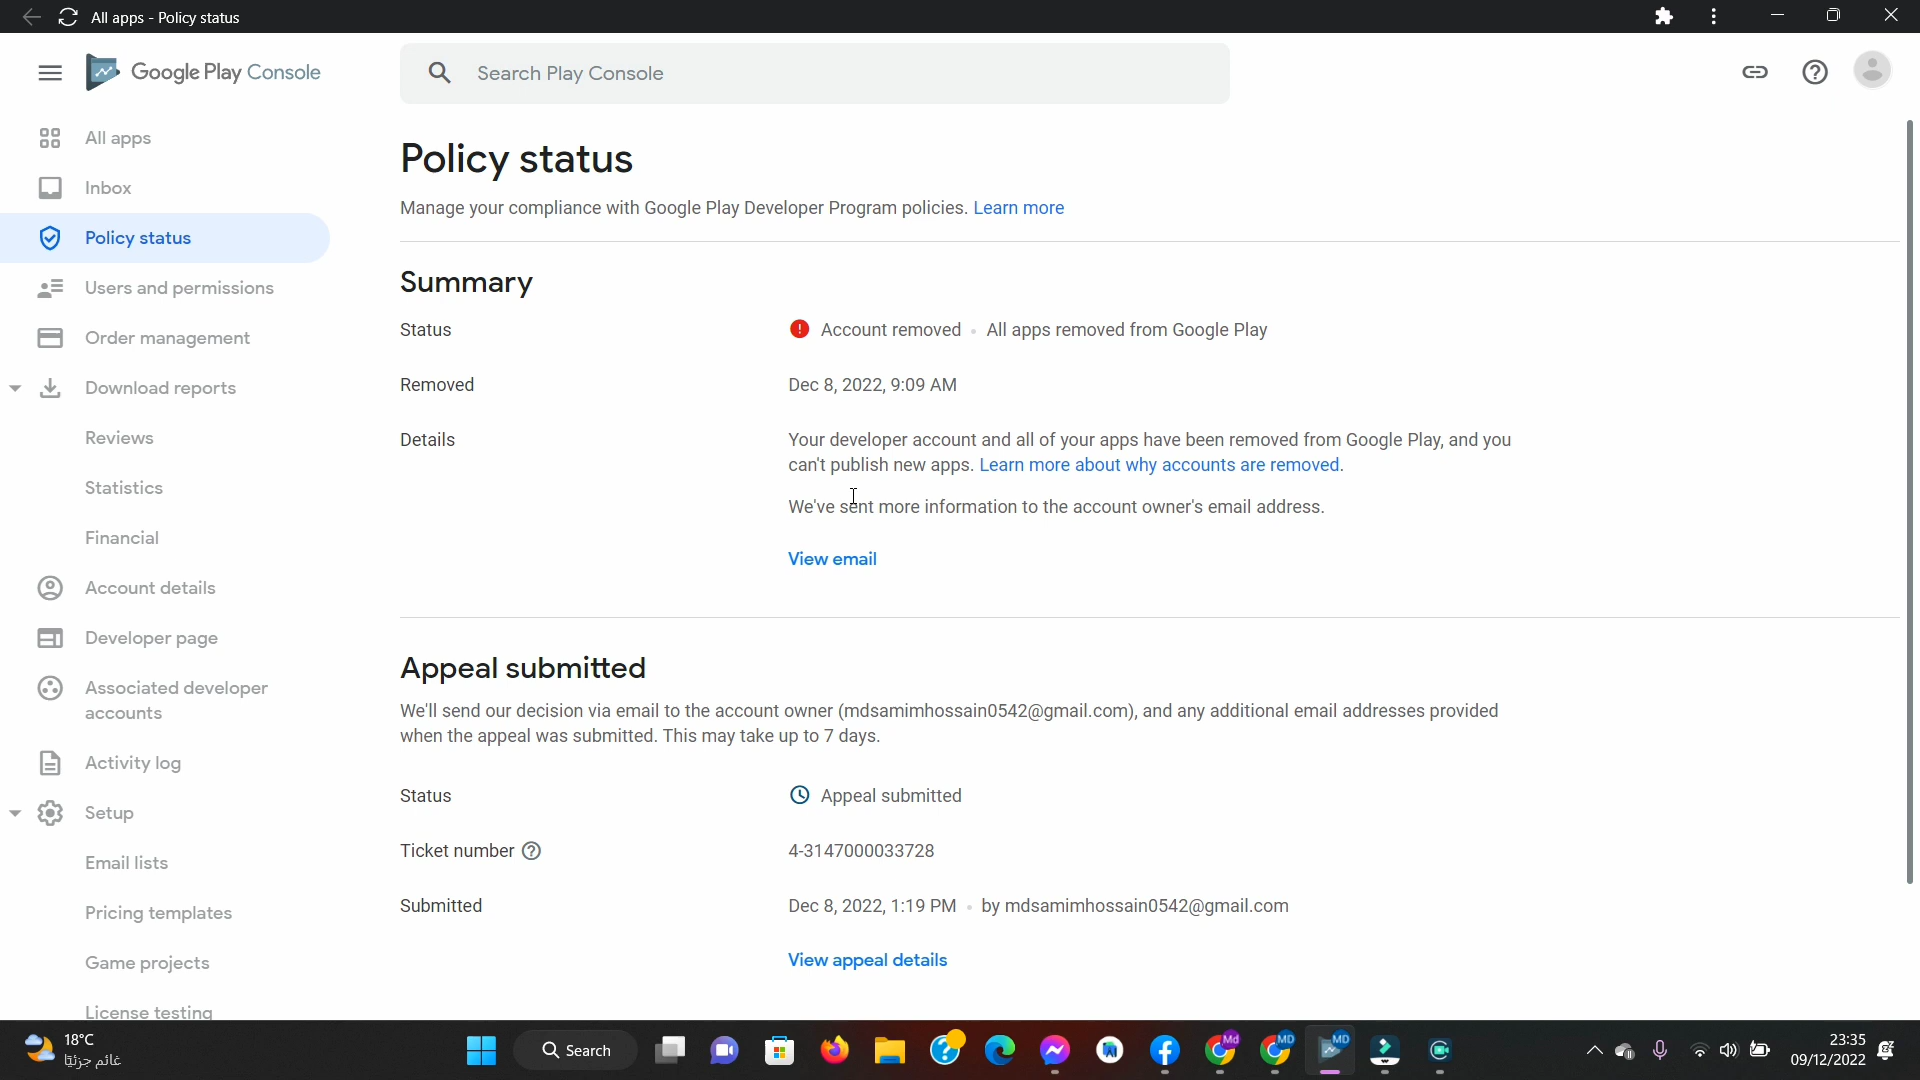 All apps - Policy status
Google Play Console
Search Play Console
All apps
Inbox
Policy status
Users and permissions
Order management
Download reports
Reviews
Statistics
Financial
Account details
Developer page
Associated developer
accounts
Activity log
Setup
Email lists
Pricing templates
Game projects
License testing
Policy status
Manage your compliance with Google Play Developer Program policies. Learn more
Summary
Status
Account removed • All apps removed from Google Play
Removed
Dec 8, 2022, 9:09 AM
Details
Your developer account and all of your apps have been removed from Google Play, and you
can't publish new apps. Learn more about why accounts are removed.
We've sent more information to the account owner's email address.
View email
Appeal submitted
We'll send our decision via email to the account owner (mdsamimhossain0542@gmail.com), and any additional email addresses provided
when the appeal was submitted. This may take up to 7 days.
Status
Appeal submitted
Ticket number
4-3147000033728
Submitted
Dec 8, 2022, 1:19 PM • by mdsamimhossain0542@gmail.com
View appeal details
18°C
غائم جزئيًا
Search
Md
MD
MD
23:35
09/12/2022